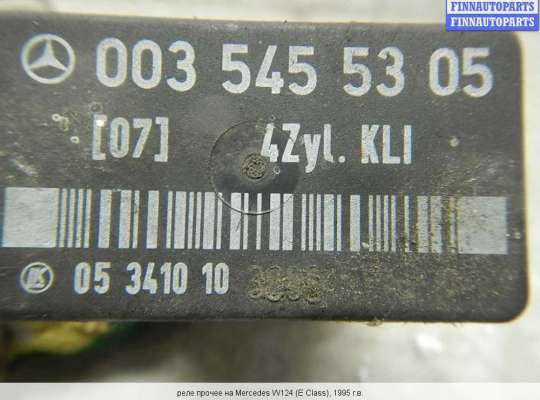 FINNAUTOPARTS
FINNAUTOPARTS
003 545 53 05
[07] 4Zyl. KLI
05 3410 10
реле прочее на Mercedes W124 (E Class), 1995 г.в.